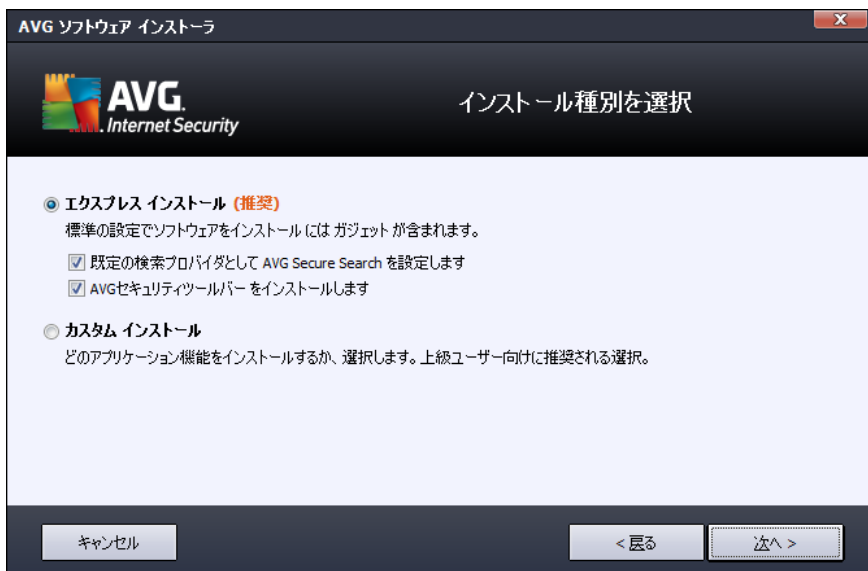 AVG ソフトウェア インストーラ
AVG.
Internet Security
インストール種別を選択
エクスプレス インストール (推奨)
標準の設定でソフトウェアをインストール には ガジェット が含まれます。
既定の検索プロバイダとして AVG Secure Search を設定します
AVGセキュリティツールバー をインストールします
カスタム インストール
どのアプリケーション機能をインストールするか、選択します。上級ユーザー向けに推奨される選択。
キャンセル
< 戻る
次へ >